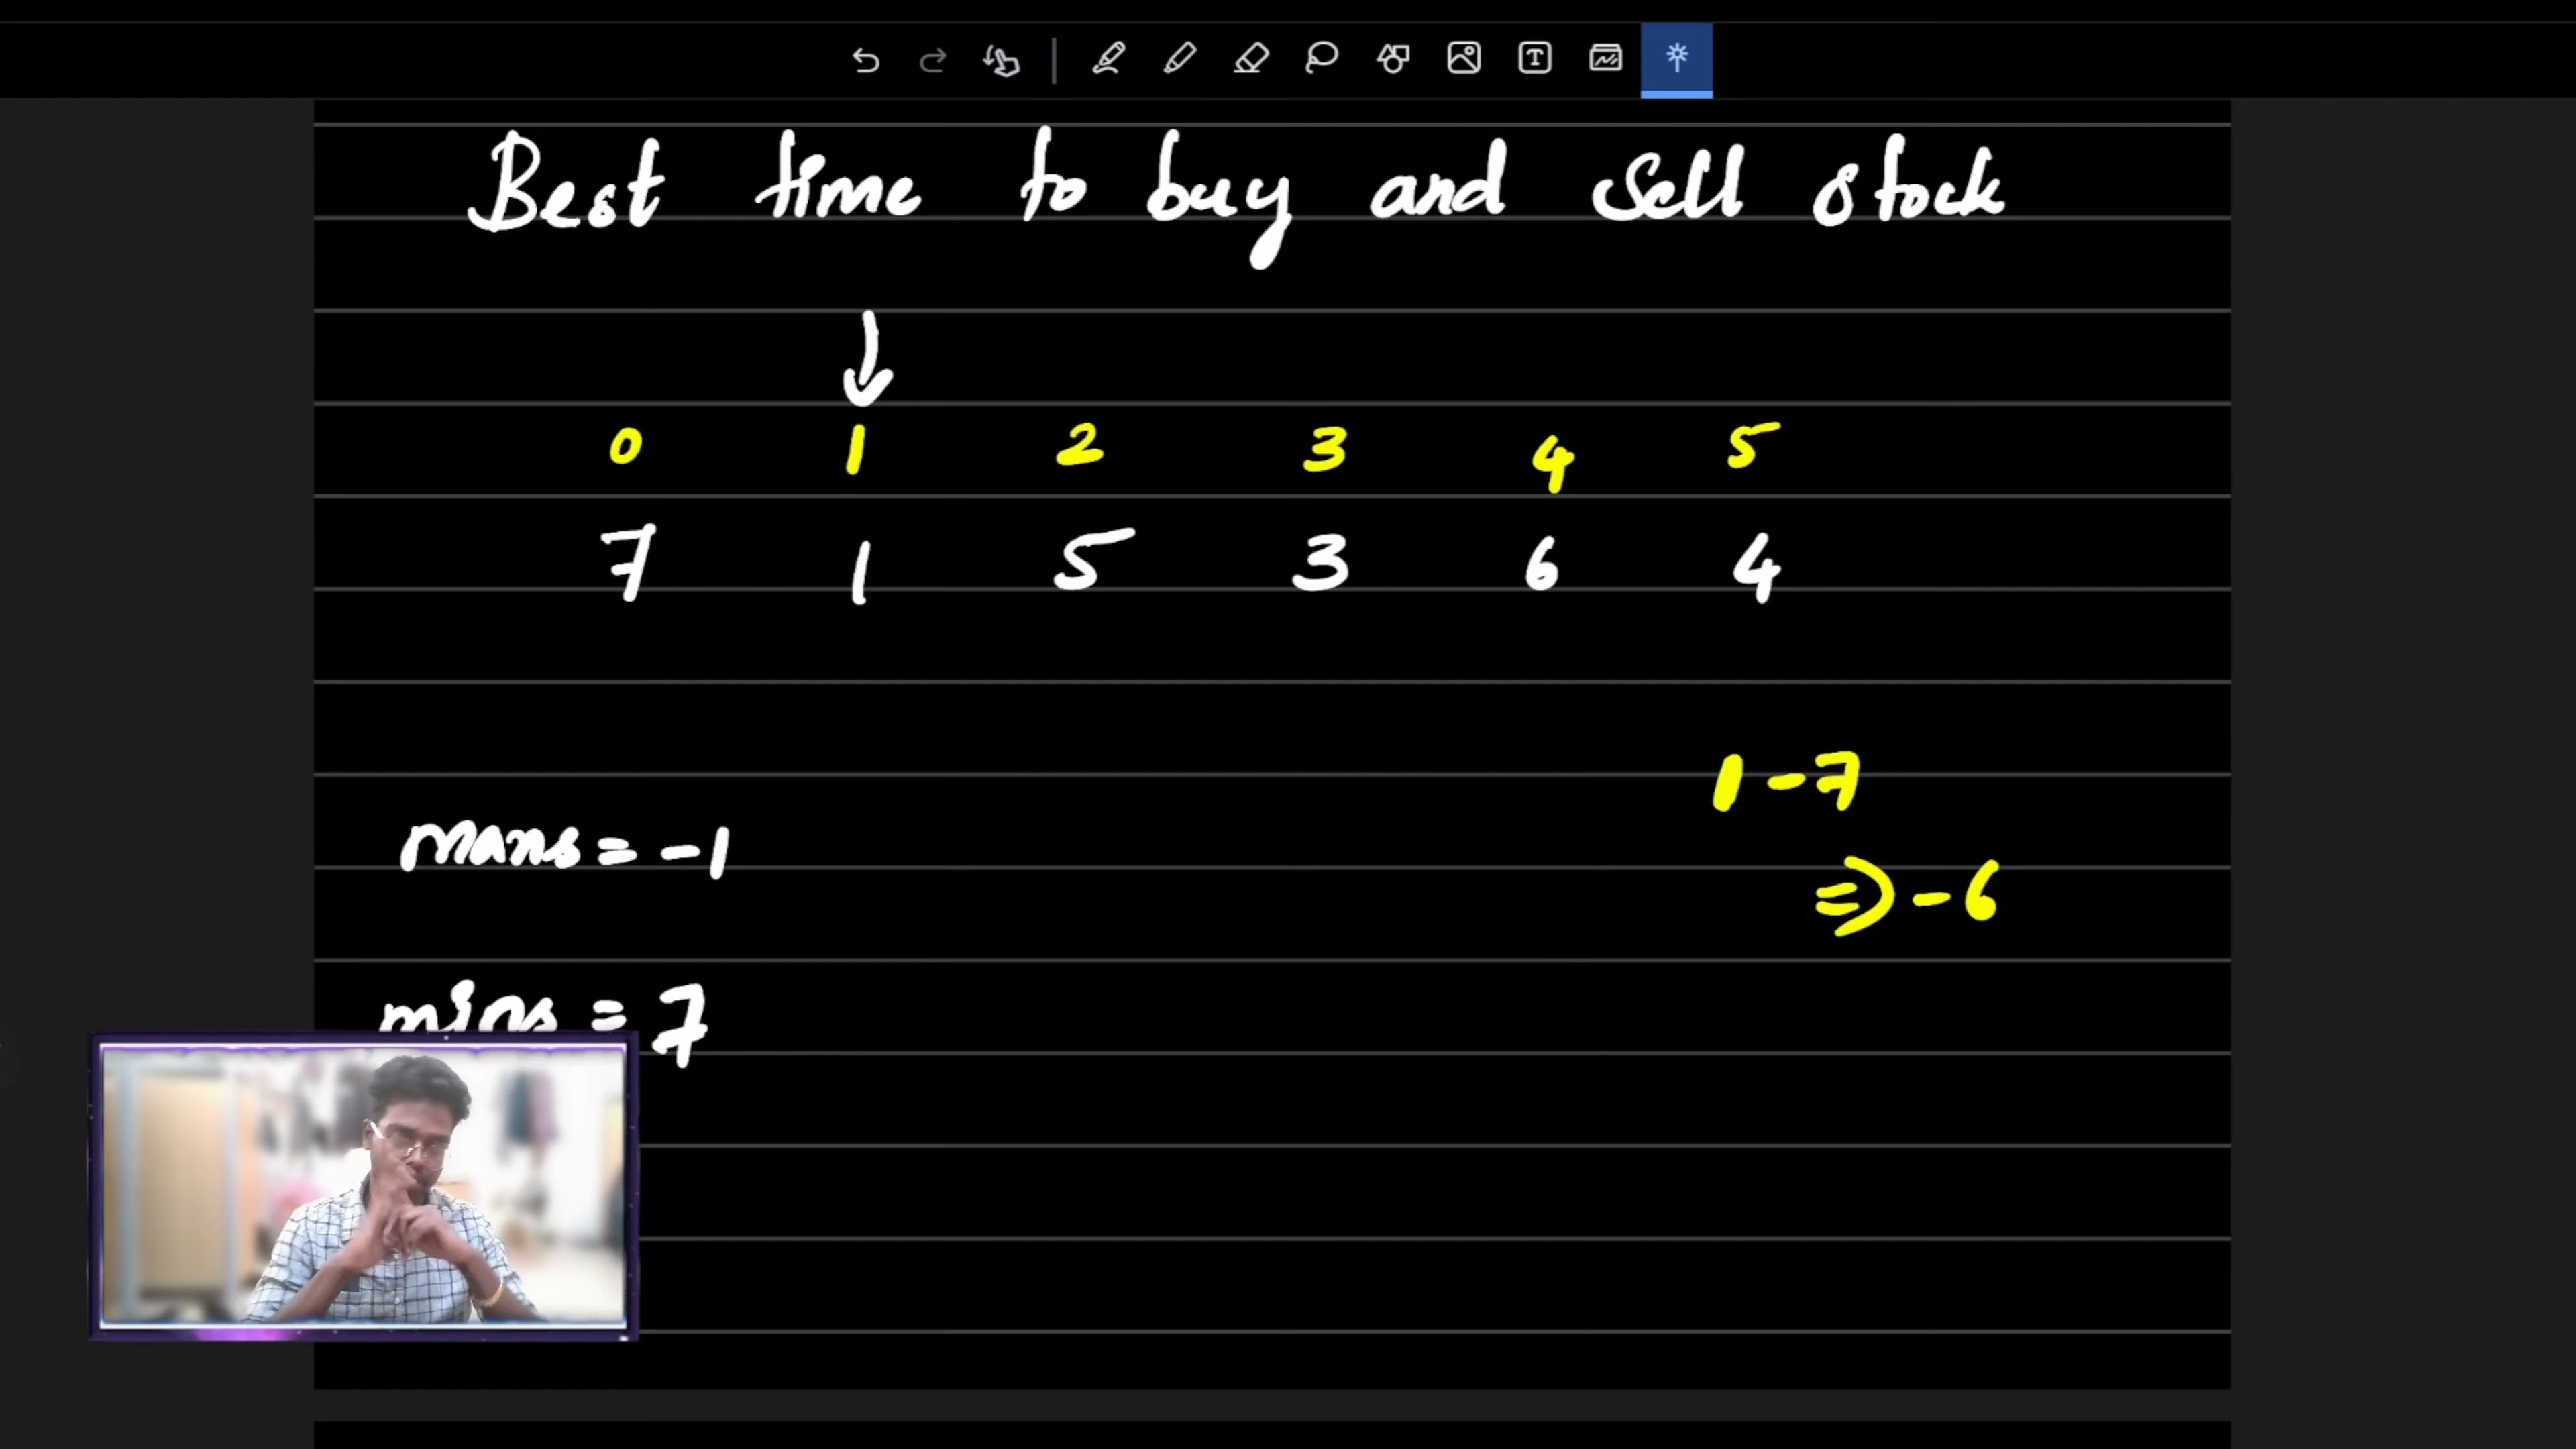 Best time to buy and Sell stock
0 1 2 3 4 5
7 1 5 3 6 4
1-7
mans = -1
=> -6
mins = 7